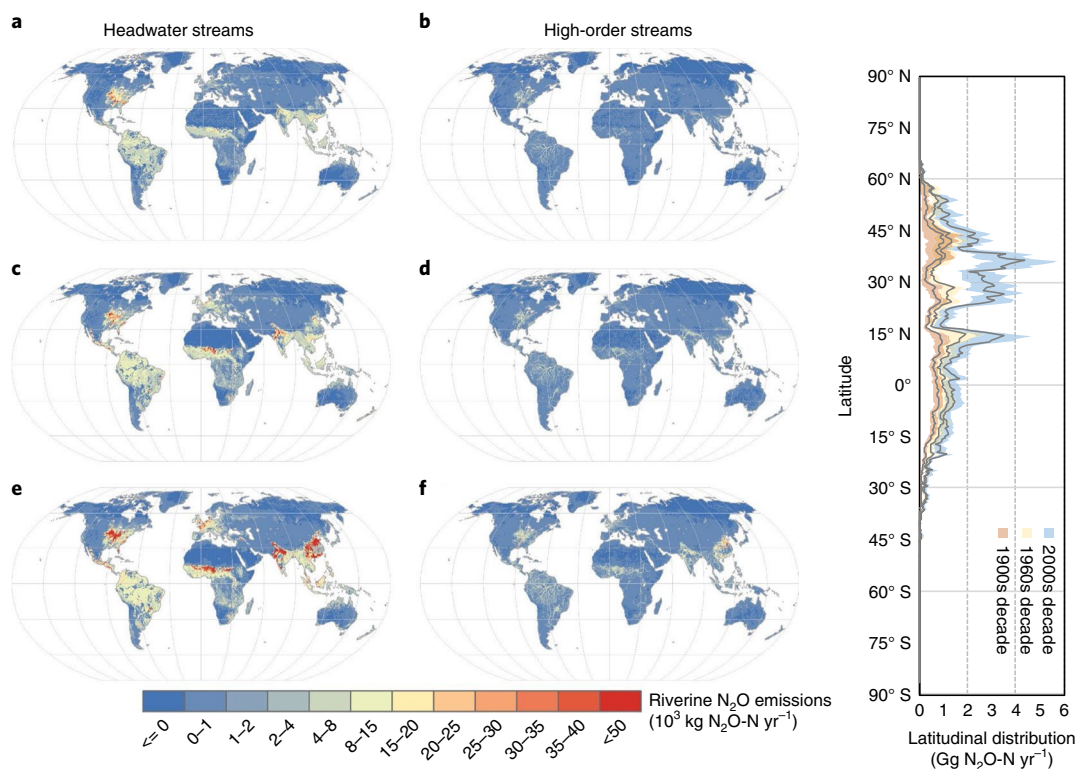 a
Headwater streams
b
High-order streams
c
d
e
f
<= 0
0–1
1–2
2–4
4–8
8–15
15–20
20–25
25–30
30–35
35–40
<50
Riverine N₂O emissions
(10³ kg N₂O-N yr⁻¹)
90° N
75° N
60° N
45° N
30° N
15° N
0°
15° S
30° S
45° S
60° S
75° S
90° S
Latitude
2000s decade
1960s decade
1900s decade
0 1 2 3 4 5 6
Latitudinal distribution
(Gg N₂O-N yr⁻¹)